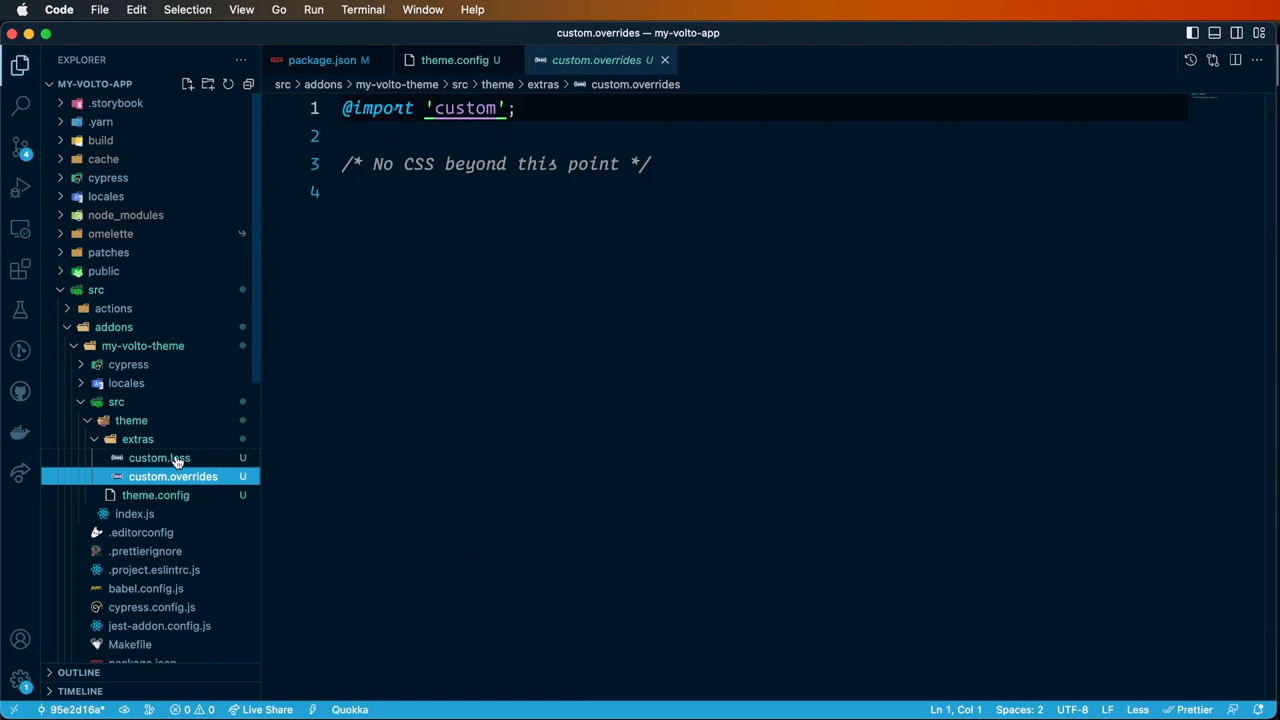 Code File Edit Selection View Go Run Terminal Window Help
custom.overrides — my-volto-app
EXPLORER
package.json M
theme.config U
custom.overrides U
MY-VOLTO-APP
src addons my-volto-theme src theme extras custom.overrides
.storybook
.yarn
build
cache
cypress
locales
node_modules
omelette
patches
public
src
actions
addons
my-volto-theme
cypress
locales
src
theme
extras
custom.less U
custom.overrides U
theme.config U
index.js
.editorconfig
.prettierignore
.project.eslintrc.js
babel.config.js
cypress.config.js
jest-addon.config.js
Makefile
package.json
OUTLINE
TIMELINE
1 @import 'custom';
2
3 /* No CSS beyond this point */
4
4
1
95e2d16a* 0 0 Live Share Quokka Ln 1, Col 1 Spaces: 2 UTF-8 LF Less Prettier